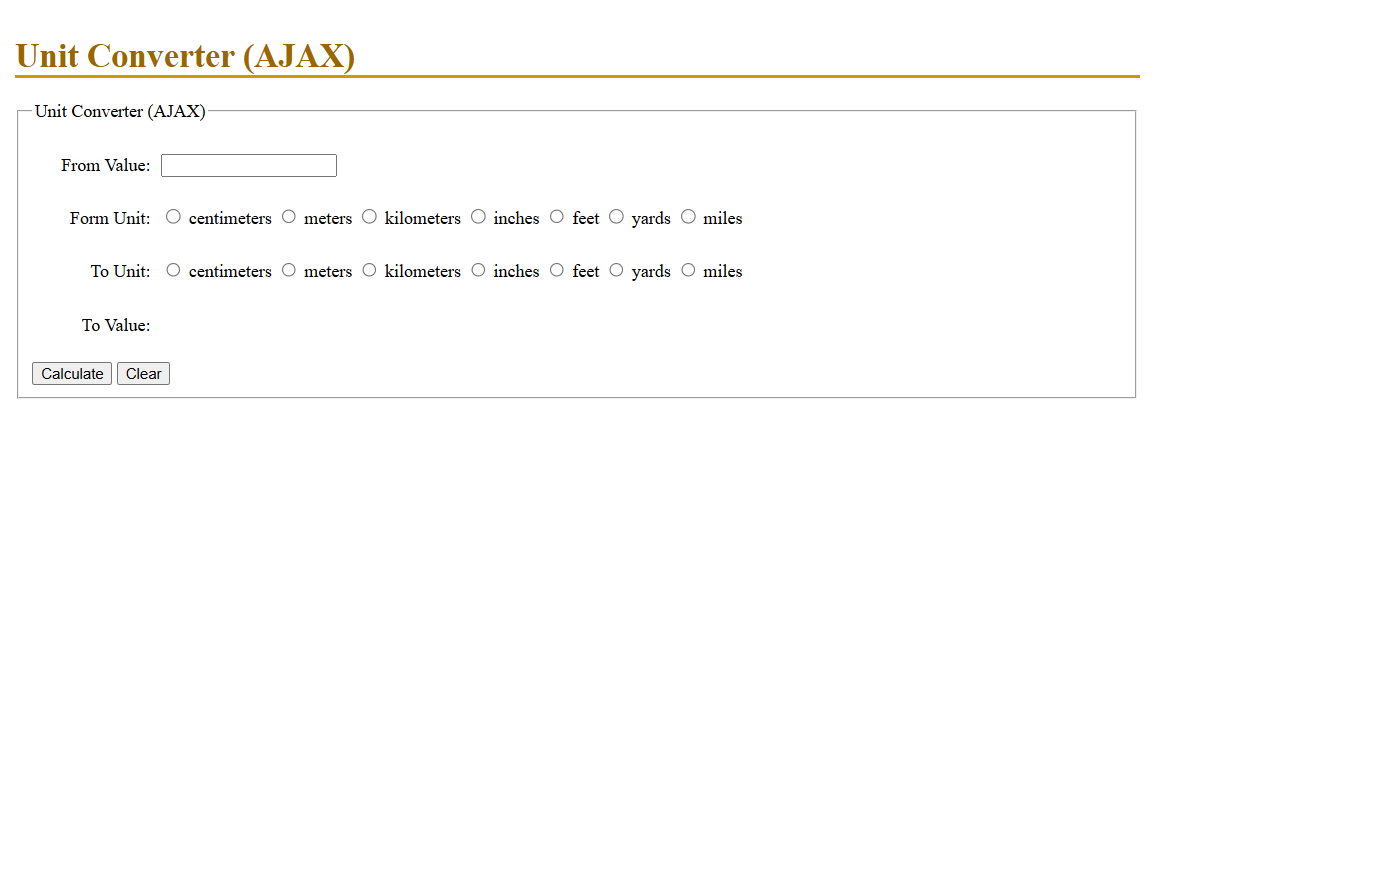 Unit Converter (AJAX)
Unit Converter (AJAX)
From Value:
Form Unit: centimeters meters kilometers inches feet yards miles
To Unit: centimeters meters kilometers inches feet yards miles
To Value:
Calculate Clear